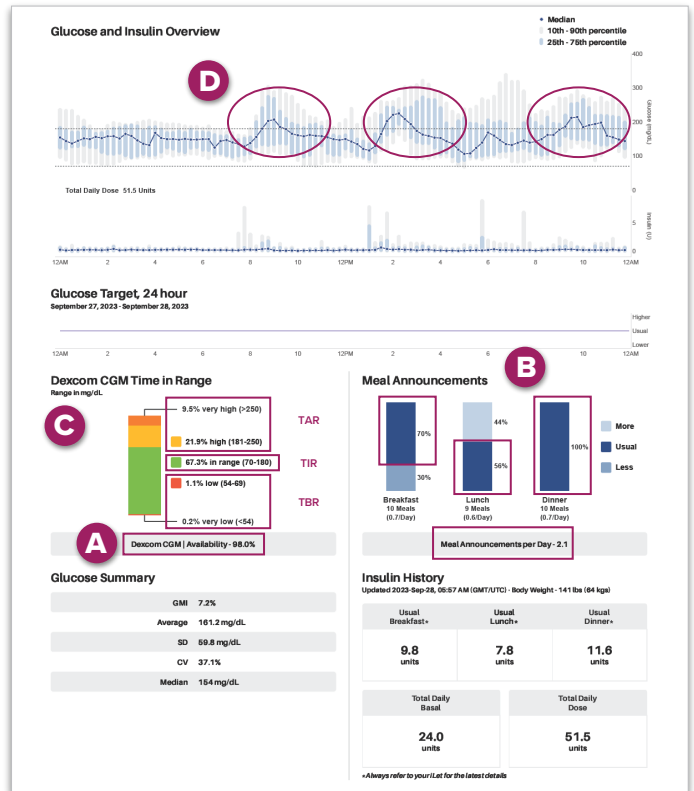 Glucose and Insulin Overview
Median
10th - 90th percentile
25th - 75th percentile
D
400
300
200
100
0
Glucose (mg/dL)
Total Daily Dose 51.5 Units
5
0
Insulin (U)
12AM 2 4 6 8 10 12PM 2 4 6 8 10 12AM
Glucose Target, 24 hour
September 27, 2023 - September 28, 2023
Higher
Usual
Lower
12AM 2 4 6 8 10 12PM 2 4 6 8 10 12AM
Dexcom CGM Time in Range
Range in mg/dL
C
9.5% very high (>250)
21.9% high (181-250)
67.3% in range (70-180)
1.1% low (54-69)
0.2% very low (<54)
TAR
TIR
TBR
A
Dexcom CGM | Availability - 98.0%
B
Meal Announcements
70%
30%
44%
56%
100%
More
Usual
Less
Breakfast
10 Meals
(0.7/Day)
Lunch
9 Meals
(0.6/Day)
Dinner
10 Meals
(0.7/Day)
Meal Announcements per Day - 2.1
Glucose Summary
GMI 7.2%
Average 161.2 mg/dL
SD 59.8 mg/dL
CV 37.1%
Median 154 mg/dL
Insulin History
Updated 2023-Sep-28, 05:57 AM (GMT/UTC) - Body Weight - 141 lbs (64 kgs)
Usual
Breakfast*
9.8
units
Usual
Lunch*
7.8
units
Usual
Dinner*
11.6
units
Total Daily
Basal
24.0
units
Total Daily
Dose
51.5
units
*Always refer to your iLet for the latest details